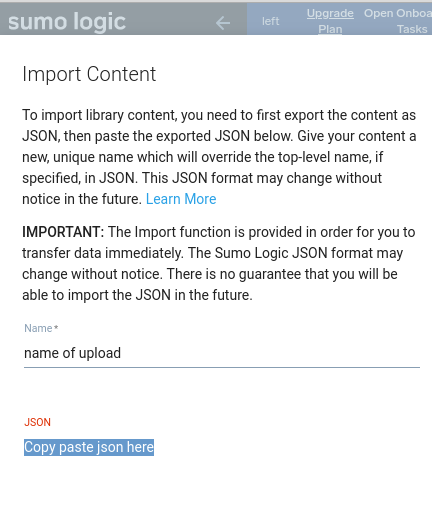 sumo logic
left
Upgrade Plan
Open Onboa
Tasks
Import Content
To import library content, you need to first export the content as
JSON, then paste the exported JSON below. Give your content a
new, unique name which will override the top-level name, if
specified, in JSON. This JSON format may change without
notice in the future. Learn More
IMPORTANT: The Import function is provided in order for you to
transfer data immediately. The Sumo Logic JSON format may
change without notice. There is no guarantee that you will be
able to import the JSON in the future.
Name*
name of upload
JSON
Copy paste json here